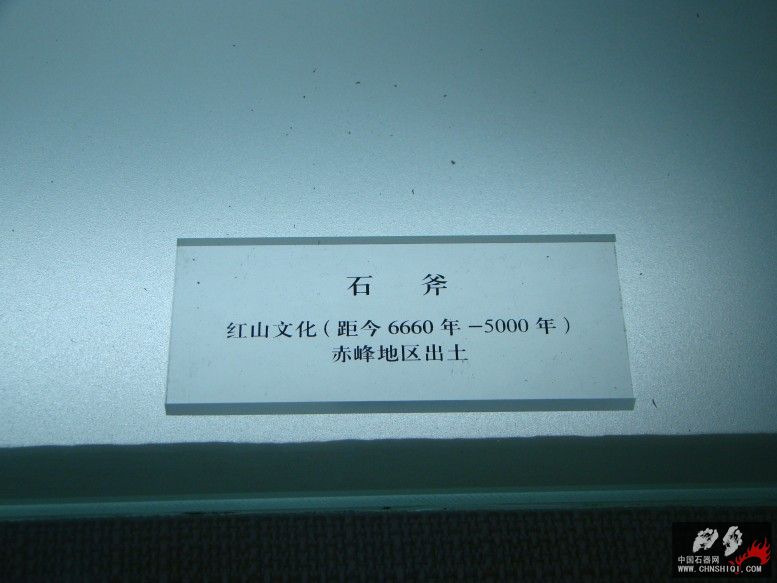 石 斧
红山文化（距今 6660 年 -5000 年）
赤峰地区出土
中国石器网
WWW.CHNSHIQI.COM